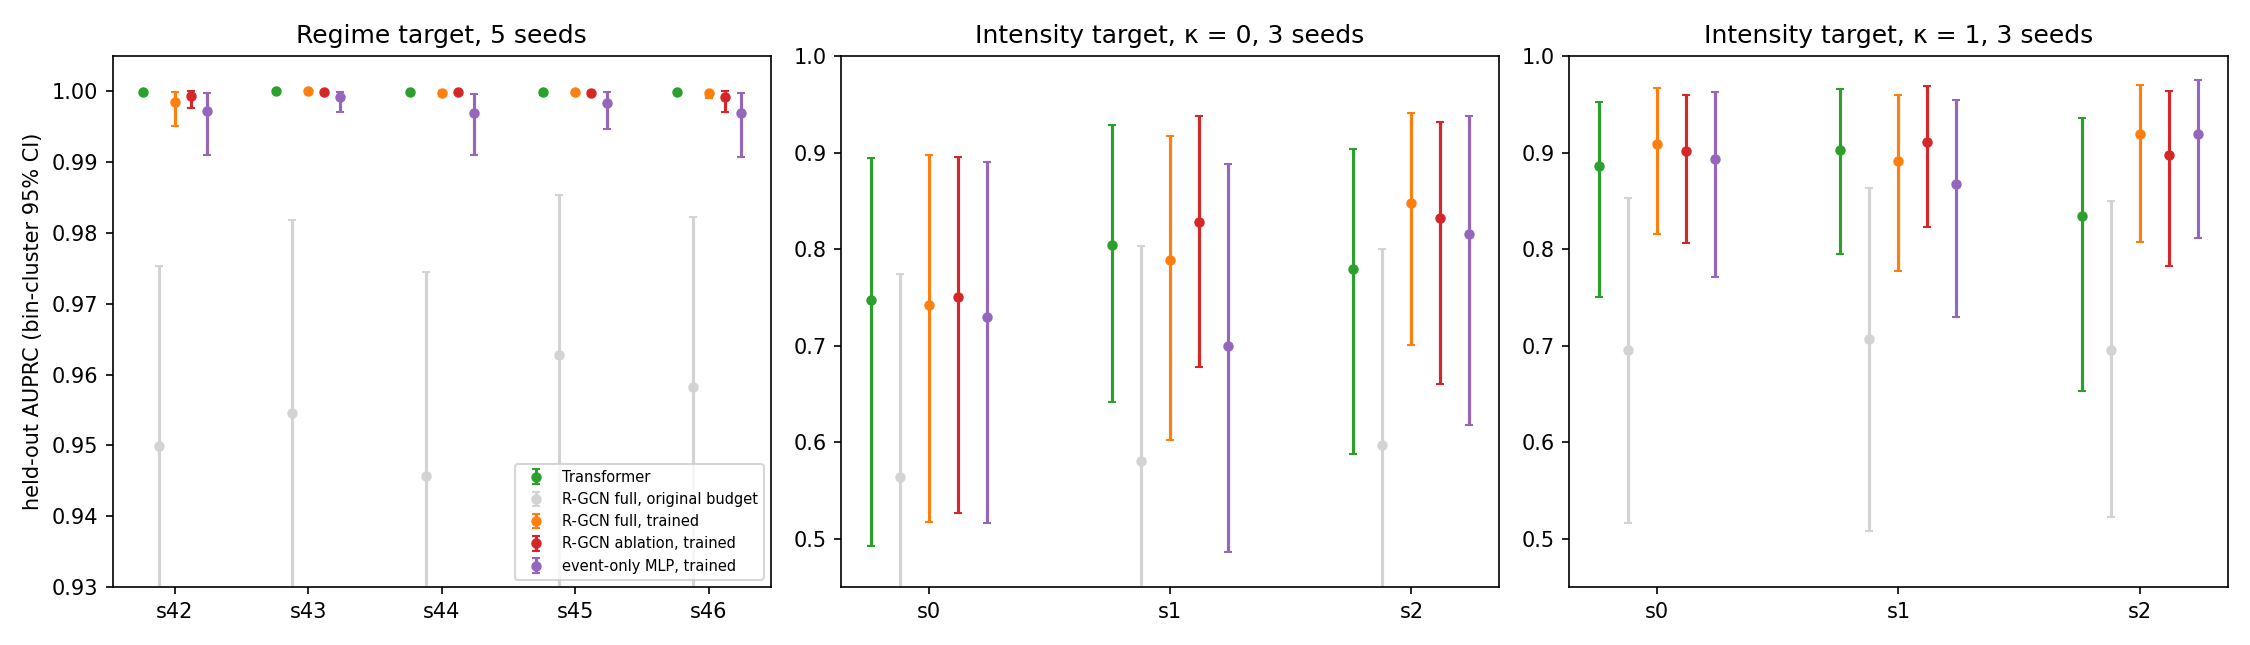 Regime target, 5 seeds
held-out AUPRC (bin-cluster 95% CI)
1.00
0.99
0.98
0.97
0.96
0.95
0.94
0.93
s42
s43
s44
s45
s46
Transformer
R-GCN full, original budget
R-GCN full, trained
R-GCN ablation, trained
event-only MLP, trained
Intensity target, κ = 0, 3 seeds
1.0
0.9
0.8
0.7
0.6
0.5
s0
s1
s2
Intensity target, κ = 1, 3 seeds
1.0
0.9
0.8
0.7
0.6
0.5
s0
s1
s2